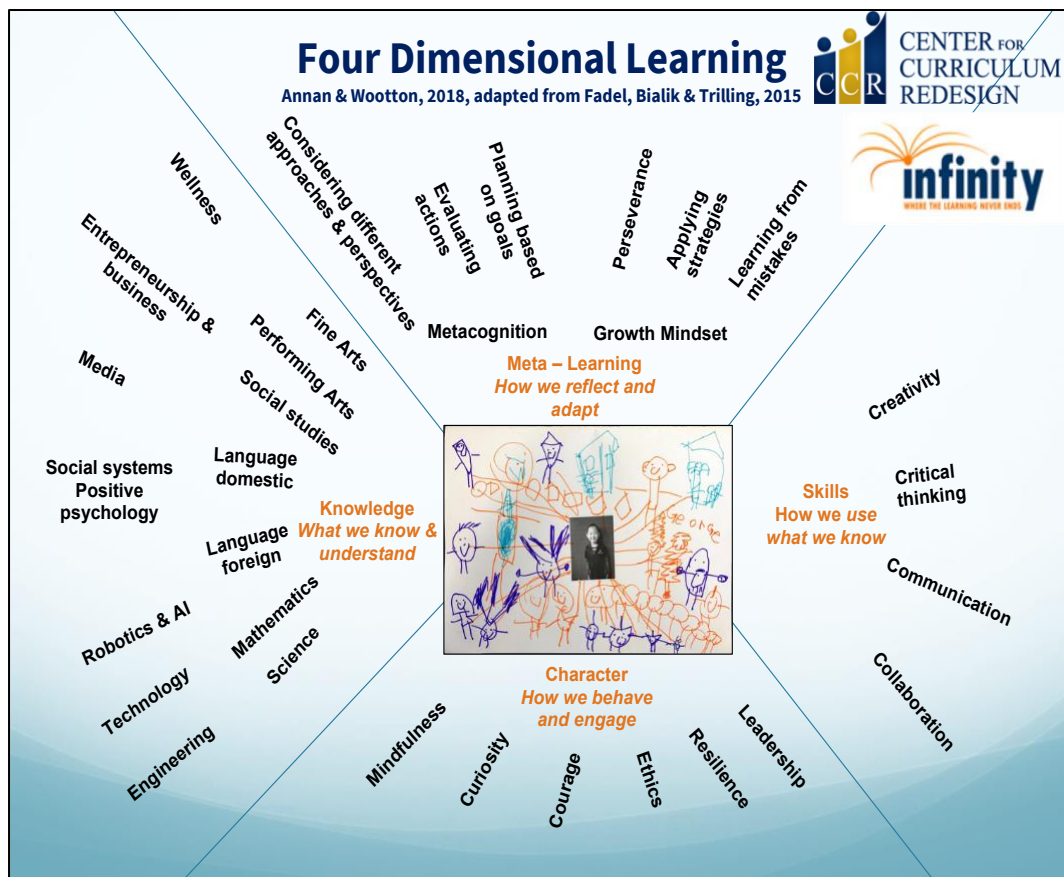 Four Dimensional Learning
Annan & Wootton, 2018, adapted from Fadel, Bialik & Trilling, 2015
CCR
CENTER FOR
CURRICULUM
REDESIGN
infinity
WHERE THE LEARNING NEVER ENDS
Considering different
approaches & perspectives
Evaluating
actions
Planning based
on goals
Perseverance
Applying
strategies
Learning from
mistakes
Metacognition
Growth Mindset
Meta – Learning
How we reflect and
adapt
Wellness
Entrepreneurship &
business
Media
Social systems
Positive
psychology
Robotics & AI
Technology
Engineering
Fine Arts
Performing Arts
Social studies
Language
domestic
Language
foreign
Mathematics
Science
Knowledge
What we know &
understand
George
Skills
How we use
what we know
Creativity
Critical
thinking
Communication
Collaboration
Character
How we behave
and engage
Mindfulness
Curiosity
Courage
Ethics
Resilience
Leadership